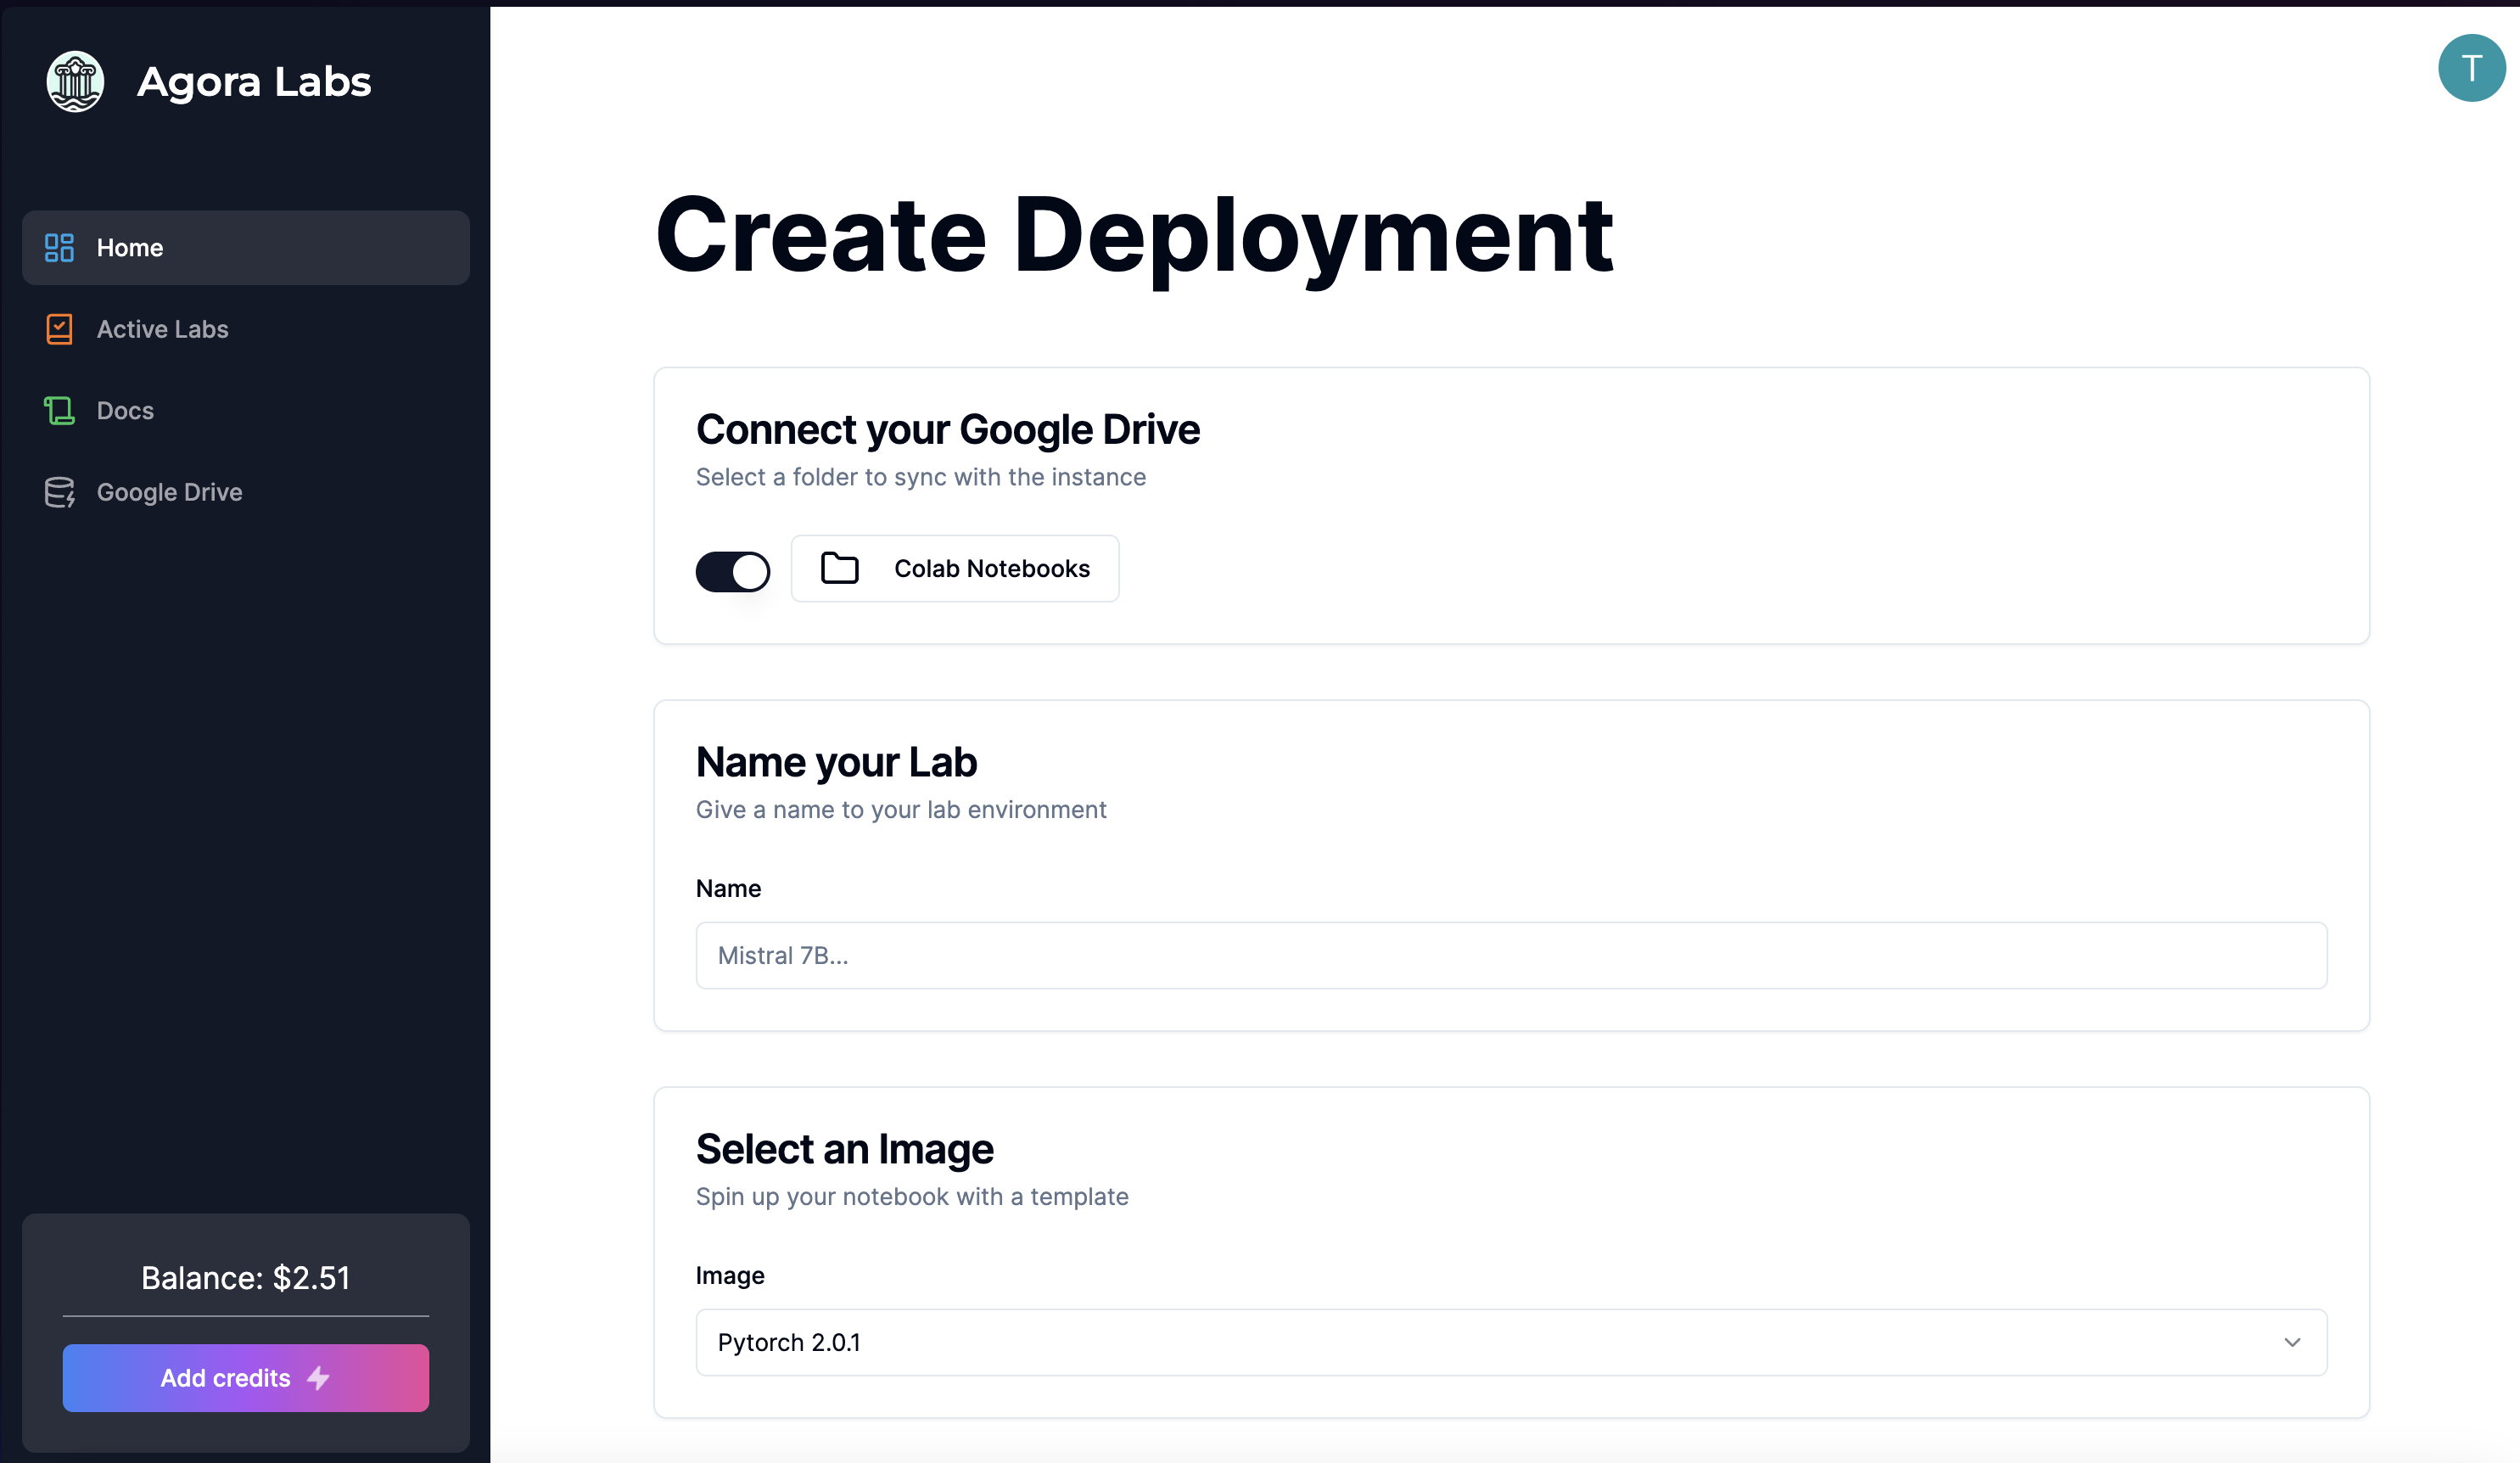 Agora Labs
T
Home
Active Labs
Docs
Google Drive
Balance: $2.51
Add credits
Create Deployment
Connect your Google Drive
Select a folder to sync with the instance
Colab Notebooks
Name your Lab
Give a name to your lab environment
Name
Mistral 7B...
Select an Image
Spin up your notebook with a template
Image
Pytorch 2.0.1